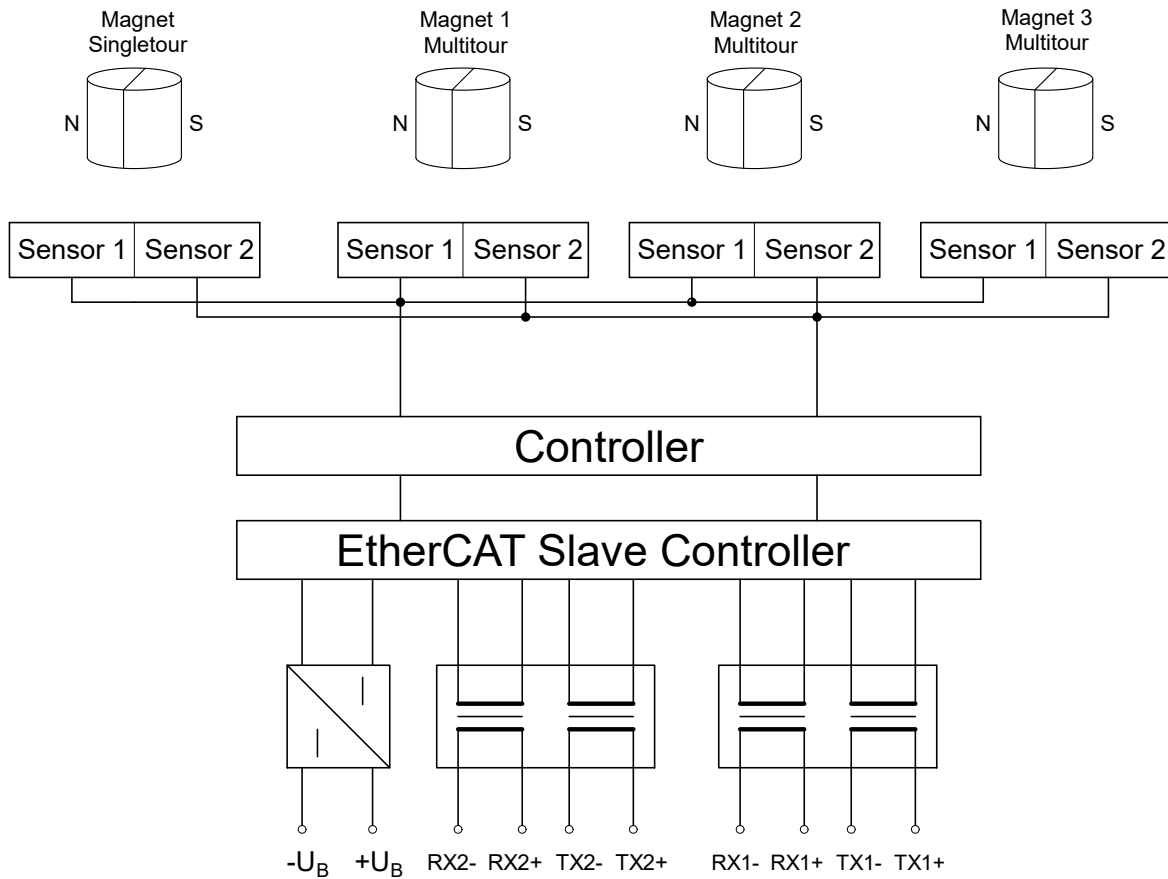 Magnet
Singletour
Magnet 1
Multitour
Magnet 2
Multitour
Magnet 3
Multitour
N S N S N S N S
Sensor 1 Sensor 2 Sensor 1 Sensor 2 Sensor 1 Sensor 2 Sensor 1 Sensor 2
Controller
EtherCAT Slave Controller
-UB +UB RX2- RX2+ TX2- TX2+ RX1- RX1+ TX1- TX1+